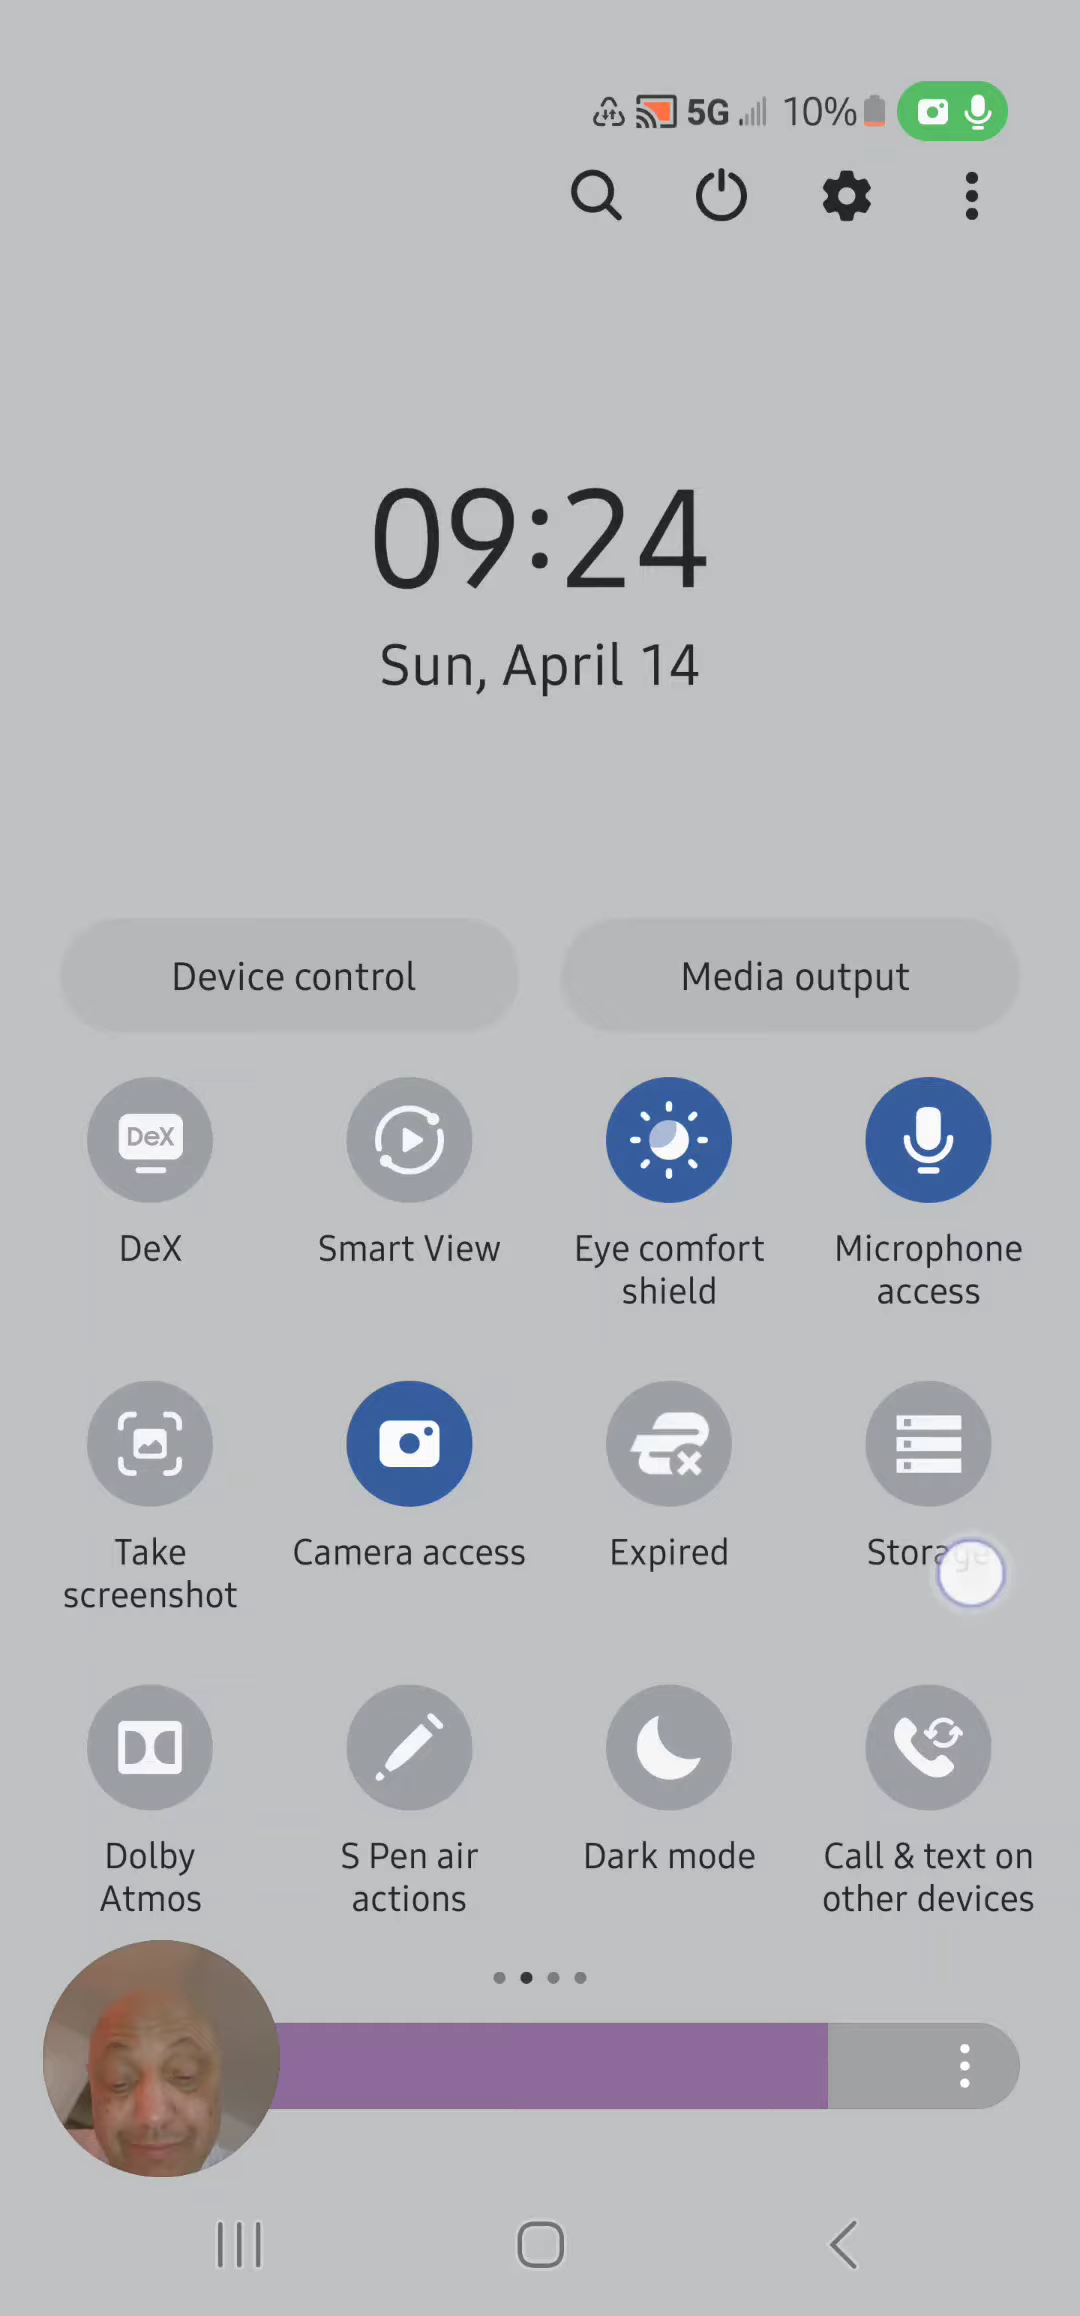 5G 10%
09:24
Sun, April 14
Device control Media output
DeX
DeX Smart View Eye comfort shield Microphone access
Take screenshot Camera access Expired Storage
Dolby Atmos S Pen air actions Dark mode Call & text on other devices